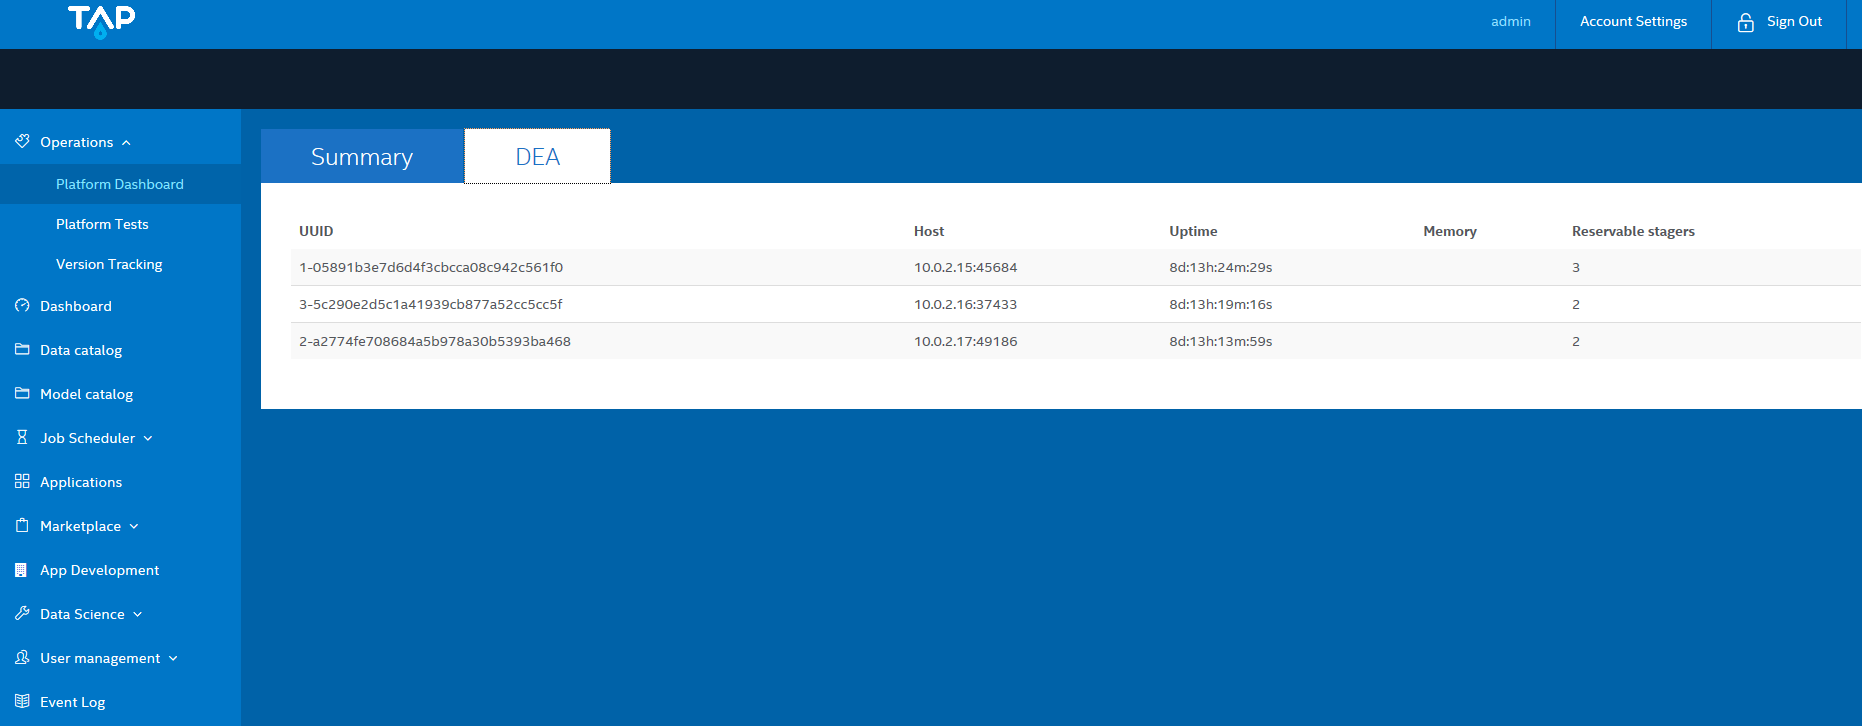 TAP
admin Account Settings Sign Out
Operations
Platform Dashboard
Platform Tests
Version Tracking
Dashboard
Data catalog
Model catalog
Job Scheduler
Applications
Marketplace
App Development
Data Science
User management
Event Log
Summary DEA
UUID Host Uptime Memory Reservable stagers
1-05891b3e7d6d4f3cbcca08c942c561f0 10.0.2.15:45684 8d:13h:24m:29s 3
3-5c290e2d5c1a41939cb877a52cc5cc5f 10.0.2.16:37433 8d:13h:19m:16s 2
2-a2774fe708684a5b978a30b5393ba468 10.0.2.17:49186 8d:13h:13m:59s 2